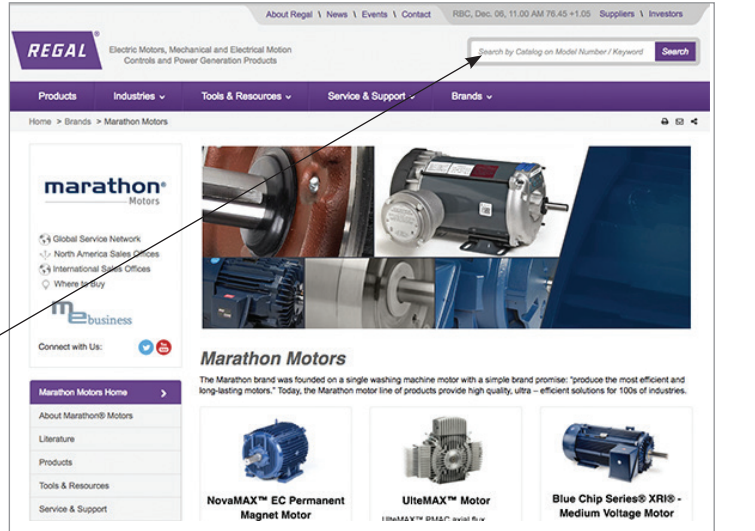 About Regal \ News \ Events \ Contact RBC, Dec. 06, 11.00 AM 76.45 +1.05 Suppliers \ Investors
REGAL®
Electric Motors, Mechanical and Electrical Motion
Controls and Power Generation Products
Search by Catalog on Model Number / Keyword Search
Products Industries Tools & Resources Service & Support Brands
Home > Brands > Marathon Motors
marathon®
Motors
Global Service Network
North America Sales Offices
International Sales Offices
Where to Buy
me business
Connect with Us:
You Tube
Marathon Motors
The Marathon brand was founded on a single washing machine motor with a simple brand promise: "produce the most efficient and
long-lasting motors." Today, the Marathon motor line of products provide high quality, ultra – efficient solutions for 100s of industries.
Marathon Motors Home
About Marathon® Motors
Literature
Products
Tools & Resources
Service & Support
NovaMAX™ EC Permanent
Magnet Motor
UlteMAX™ Motor
UlteMAX™ PMAC axial flux
Blue Chip Series® XRI® -
Medium Voltage Motor